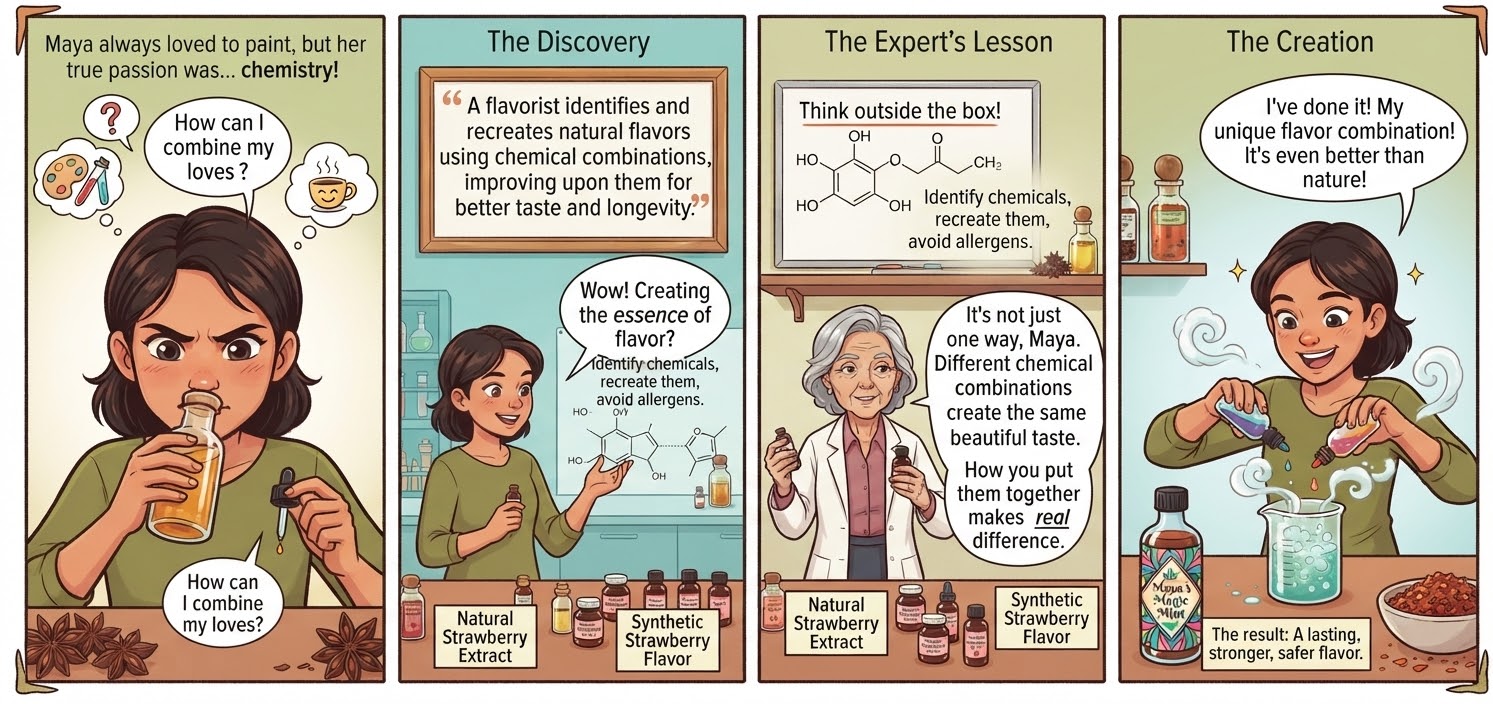 Maya always loved to paint, but her
true passion was... chemistry!
?
How can I
combine my
loves ?
How can
I combine
my loves?
The Discovery
“ A flavorist identifies and
recreates natural flavors
using chemical combinations,
improving upon them for
better taste and longevity.”
Wow! Creating
the essence of
flavor?
Identify chemicals,
recreate them,
avoid allergens.
HO
HO
OH
Natural
Strawberry
Extract
Synthetic
Strawberry
Flavor
The Expert's Lesson
Think outside the box!
OH
HO
O
O
CH₂
HO
OH
Identify chemicals,
recreate them,
avoid allergens.
It's not just
one way, Maya.
Different chemical
combinations
create the same
beautiful taste.
How you put
them together
makes real
difference.
Natural
Strawberry
Extract
Synthetic
Strawberry
Flavor
The Creation
I've done it! My
unique flavor combination!
It's even better than
nature!
The result: A lasting,
stronger, safer flavor.